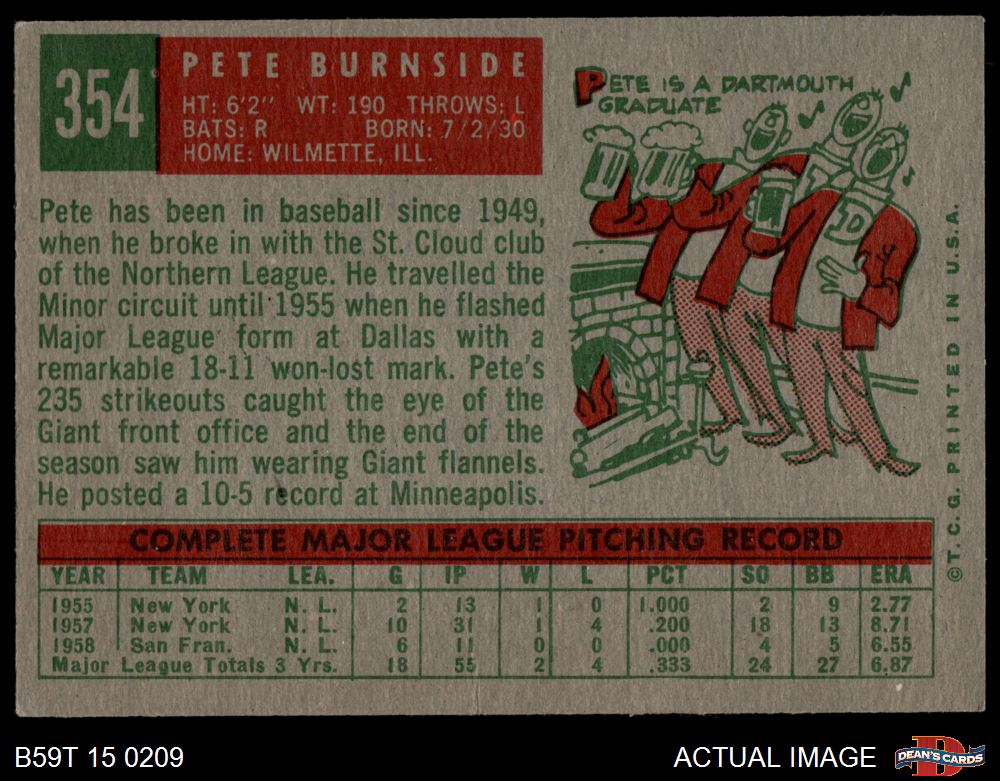 354
PETE BURNSIDE
HT: 6'2" WT: 190 THROWS: L
BATS: R BORN: 7/2/30
HOME: WILMETTE, ILL.
Pete has been in baseball since 1949,
when he broke in with the St. Cloud club
of the Northern League. He travelled the
Minor circuit until 1955 when he flashed
Major League form at Dallas with a
remarkable 18-11 won-lost mark. Pete's
235 strikeouts caught the eye of the
Giant front office and the end of the
season saw him wearing Giant flannels.
He posted a 10-5 record at Minneapolis.
PETE IS A DARTMOUTH
GRADUATE
D
D
©T.C.G. PRINTED IN U.S.A.
COMPLETE MAJOR LEAGUE PITCHING RECORD
YEAR TEAM LEA. G IP W L PCT SO BB ERA
1955 New York N. L. 2 13 1 0 1.000 2 9 2.77
1957 New York N. L. 10 31 1 4 .200 18 13 8.71
1958 San Fran. N. L. 6 11 0 0 .000 4 5 6.55
Major League Totals 3 Yrs. 18 55 2 4 .333 24 27 6.87
B59T 15 0209
ACTUAL IMAGE
D
DEAN'S CARDS